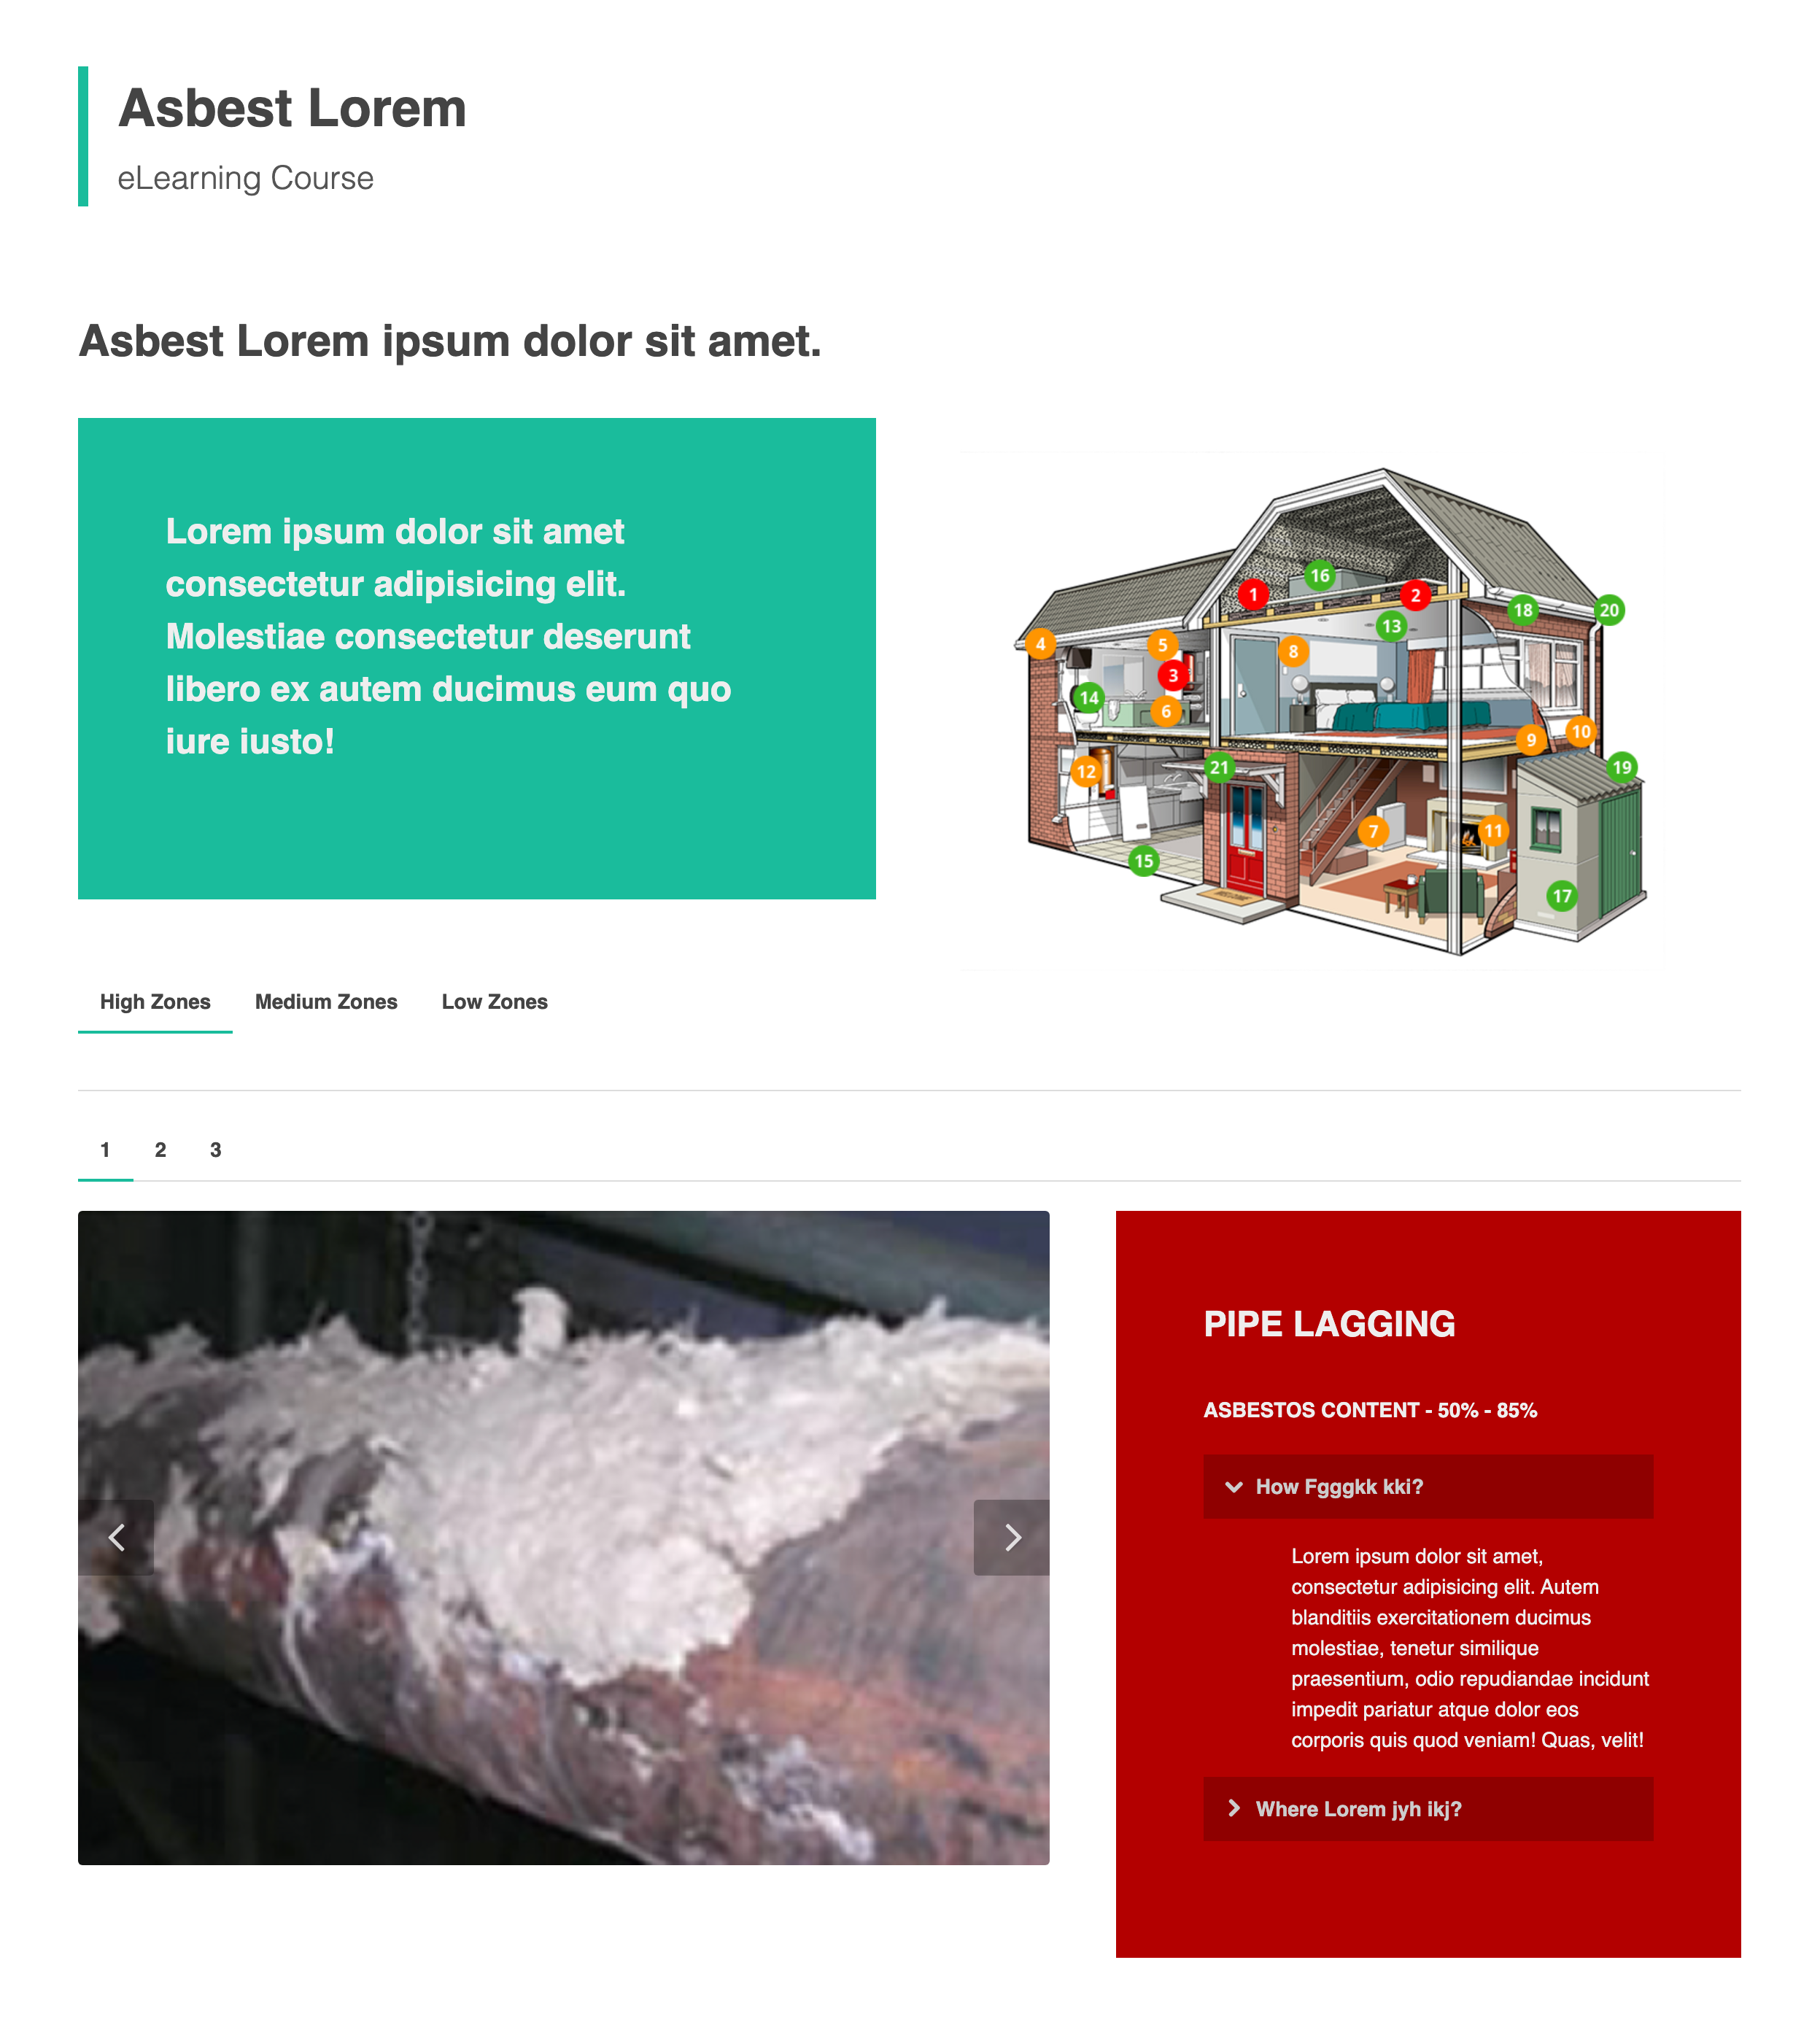 Asbest Lorem
eLearning Course
Asbest Lorem ipsum dolor sit amet.
Lorem ipsum dolor sit amet
consectetur adipisicing elit.
Molestiae consectetur deserunt
libero ex autem ducimus eum quo
iure iusto!
16
1
2
18
20
13
4
5
8
3
14
6
9
10
12
21
19
7
11
15
17
High Zones Medium Zones Low Zones
1 2 3
PIPE LAGGING
ASBESTOS CONTENT - 50% - 85%
How Fgggkk kki?
Lorem ipsum dolor sit amet,
consectetur adipisicing elit. Autem
blanditiis exercitationem ducimus
molestiae, tenetur similique
praesentium, odio repudiandae incidunt
impedit pariatur atque dolor eos
corporis quis quod veniam! Quas, velit!
Where Lorem jyh ikj?